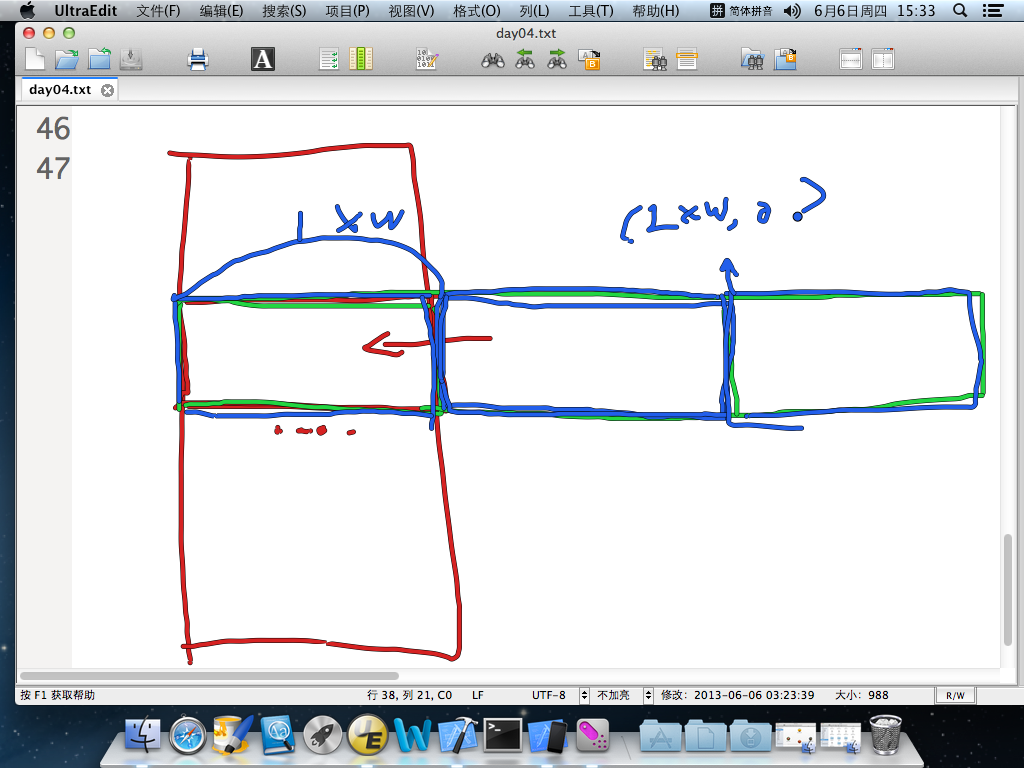 UltraEdit 文件(F) 编辑(E) 搜索(S) 项目(P) 视图(V) 格式(O) 列(L) 工具(T) 帮助(H) 拼 简体拼音 6月6日周四 15:33
day04.txt
day04.txt
46
47
1 x w
(2xw, 0)
按 F1 获取帮助 行 38, 列 21, C0 LF UTF-8 不加亮 修改: 2013-06-06 03:23:39 大小: 988 R/W